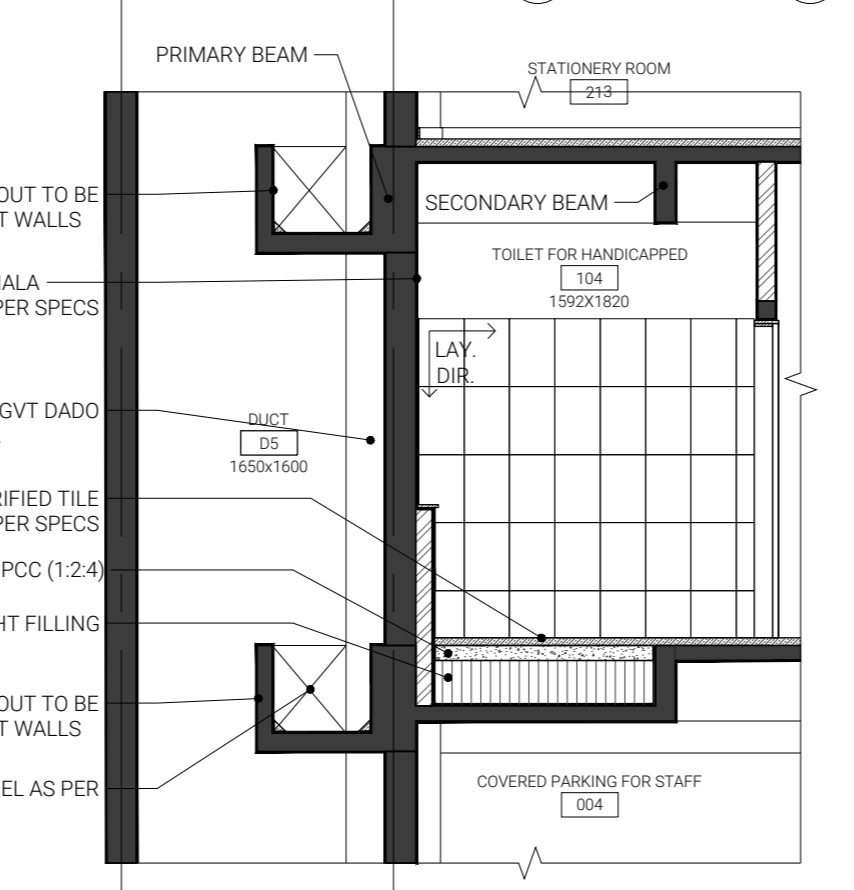 PRIMARY BEAM
STATIONERY ROOM
213
OUT TO BE
T WALLS
SECONDARY BEAM
TOILET FOR HANDICAPPED
104
1592X1820
PER SPECS
LAY.
DIR.
GVT DADO
DUCT
D5
1650x1600
RIFIED TILE
PER SPECS
PCC (1:2:4)
HT FILLING
OUT TO BE
T WALLS
EL AS PER
COVERED PARKING FOR STAFF
004